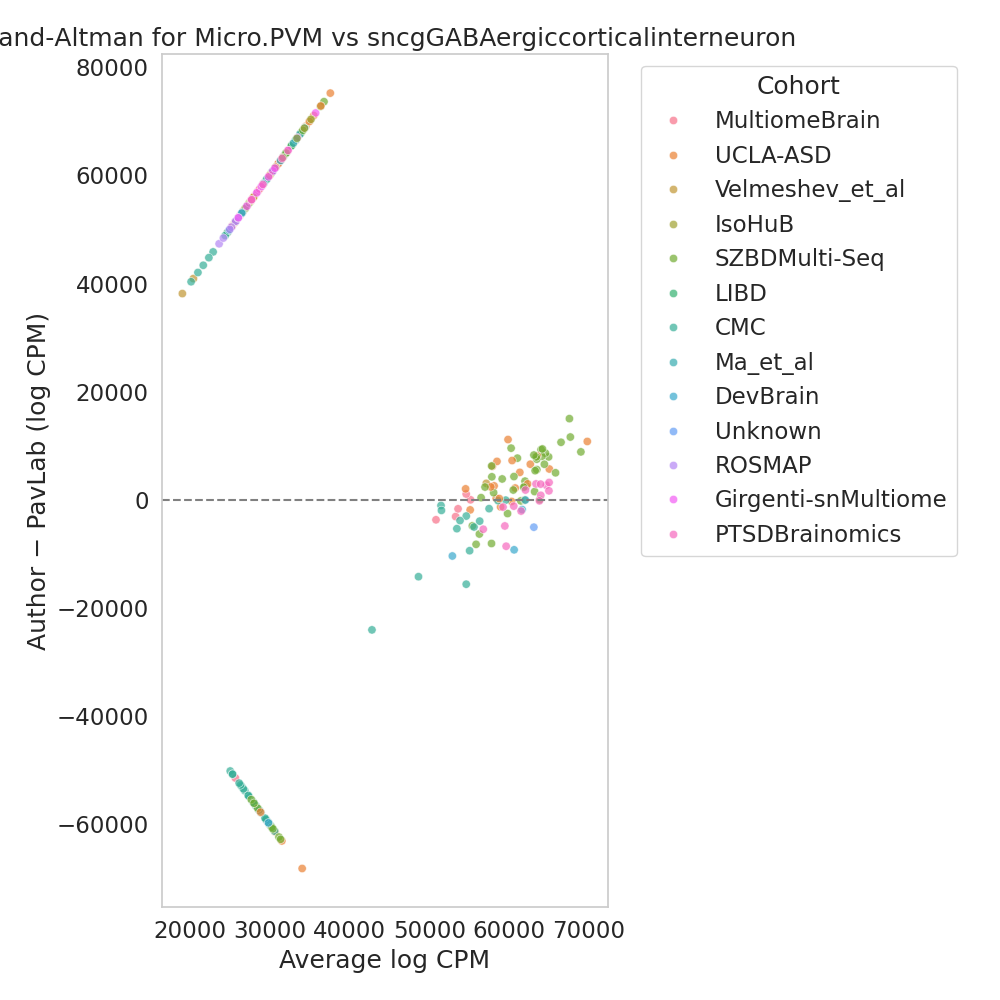 and-Altman for Micro.PVM vs sncgGABAergiccorticalinterneuron
80000
60000
40000
20000
0
−20000
−40000
−60000
Author − PavLab (log CPM)
20000 30000 40000 50000 60000 70000
Average log CPM
Cohort
MultiomeBrain
UCLA-ASD
Velmeshev_et_al
IsoHuB
SZBDMulti-Seq
LIBD
CMC
Ma_et_al
DevBrain
Unknown
ROSMAP
Girgenti-snMultiome
PTSDBrainomics